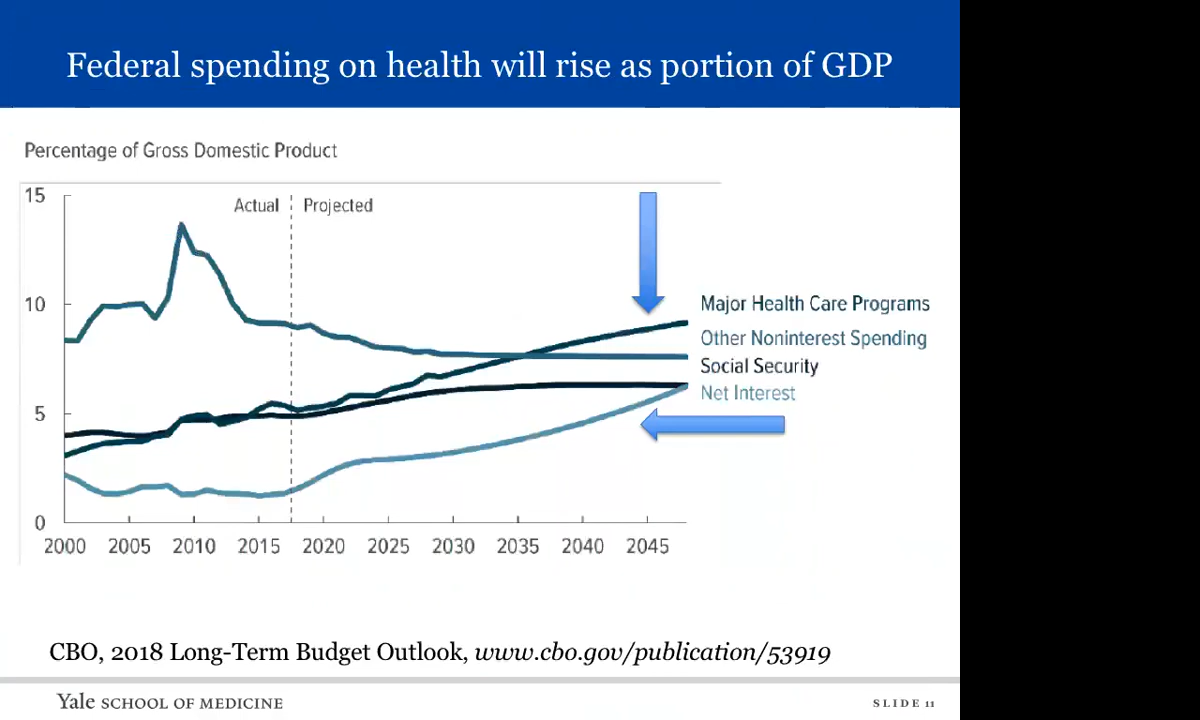 Federal spending on health will rise as portion of GDP
Percentage of Gross Domestic Product
15
Actual
Projected
10
5
0
Major Health Care Programs
Other Noninterest Spending
Social Security
Net Interest
2000 2005 2010 2015 2020 2025 2030 2035 2040 2045
CBO, 2018 Long-Term Budget Outlook, www.cbo.gov/publication/53919
Yale SCHOOL OF MEDICINE
SLIDE 11